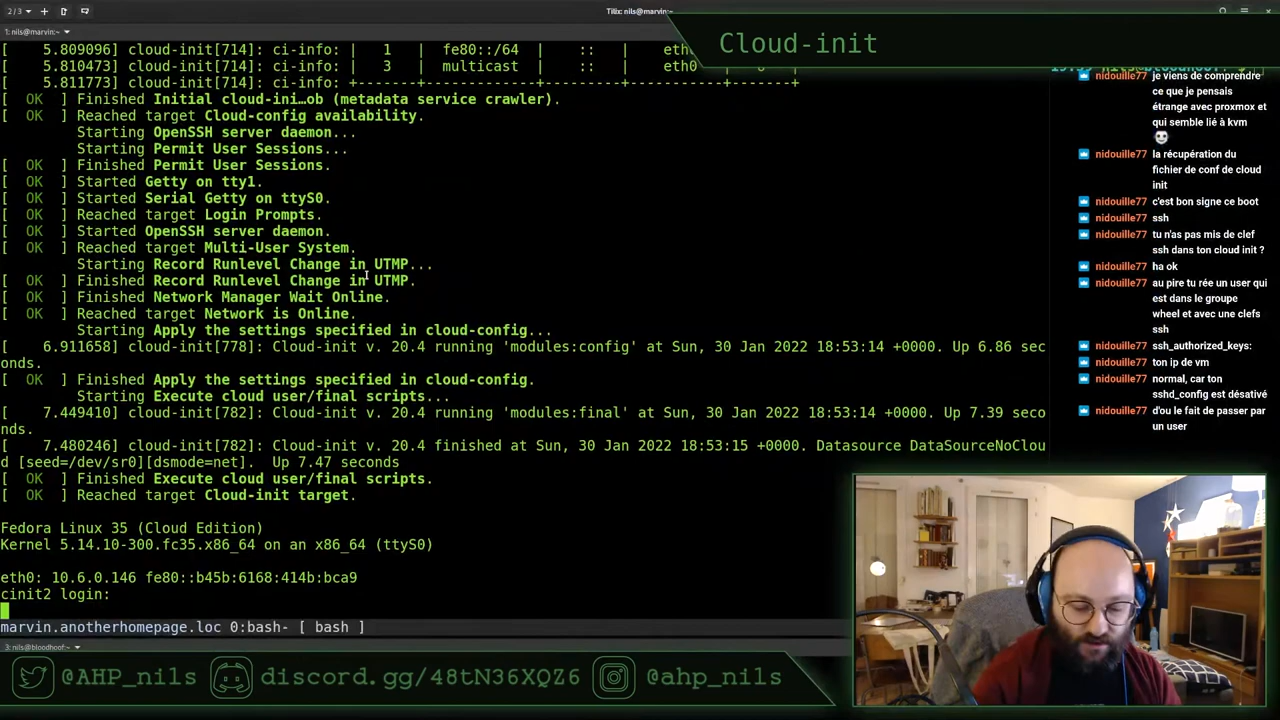 2/3
Tilix: nils@marvin:~
1: nils@marvin:~
Cloud-init
[    5.809096] cloud-init[714]: ci-info: |   1   |  fe80::/64  |    ::   |    eth0
[    5.810473] cloud-init[714]: ci-info: |   3   |  multicast  |    ::   |    eth0
[    5.811773] cloud-init[714]: ci-info: +-------+-------------+---------+-----------+-------+
[  OK  ] Finished Initial cloud-ini…ob (metadata service crawler).
[  OK  ] Reached target Cloud-config availability.
Starting OpenSSH server daemon...
Starting Permit User Sessions...
[  OK  ] Finished Permit User Sessions.
[  OK  ] Started Getty on tty1.
[  OK  ] Started Serial Getty on ttyS0.
[  OK  ] Reached target Login Prompts.
[  OK  ] Started OpenSSH server daemon.
[  OK  ] Reached target Multi-User System.
Starting Record Runlevel Change in UTMP...
[  OK  ] Finished Record Runlevel Change in UTMP.
[  OK  ] Finished Network Manager Wait Online.
[  OK  ] Reached target Network is Online.
Starting Apply the settings specified in cloud-config...
[    6.911658] cloud-init[778]: Cloud-init v. 20.4 running 'modules:config' at Sun, 30 Jan 2022 18:53:14 +0000. Up 6.86 sec
onds.
[  OK  ] Finished Apply the settings specified in cloud-config.
Starting Execute cloud user/final scripts...
[    7.449410] cloud-init[782]: Cloud-init v. 20.4 running 'modules:final' at Sun, 30 Jan 2022 18:53:14 +0000. Up 7.39 seco
nds.
[    7.480246] cloud-init[782]: Cloud-init v. 20.4 finished at Sun, 30 Jan 2022 18:53:15 +0000. Datasource DataSourceNoClou
d [seed=/dev/sr0][dsmode=net].  Up 7.47 seconds
[  OK  ] Finished Execute cloud user/final scripts.
[  OK  ] Reached target Cloud-init target.
Fedora Linux 35 (Cloud Edition)
Kernel 5.14.10-300.fc35.x86_64 on an x86_64 (ttyS0)
eth0: 10.6.0.146 fe80::b45b:6168:414b:bca9
cinit2 login:
marvin.anotherhomepage.loc 0:bash- [ bash ]
3: nils@bloodhoof:~
nidouille77 je viens de comprendre
ce que je pensais
étrange avec proxmox et
qui semble lié à kvm
nidouille77 la récupération du
fichier de conf de cloud
init
nidouille77 c'est bon signe ce boot
nidouille77 ssh
nidouille77 tu n'as pas mis de clef
ssh dans ton cloud init ?
nidouille77 ha ok
nidouille77 au pire tu rée un user qui
est dans le groupe
wheel et avec une clefs
ssh
nidouille77 ssh_authorized_keys:
nidouille77 ton ip de vm
nidouille77 normal, car ton
sshd_config est désativé
nidouille77 d'ou le fait de passer par
un user
@AHP_nils
discord.gg/48tN36XQZ6
@ahp_nils